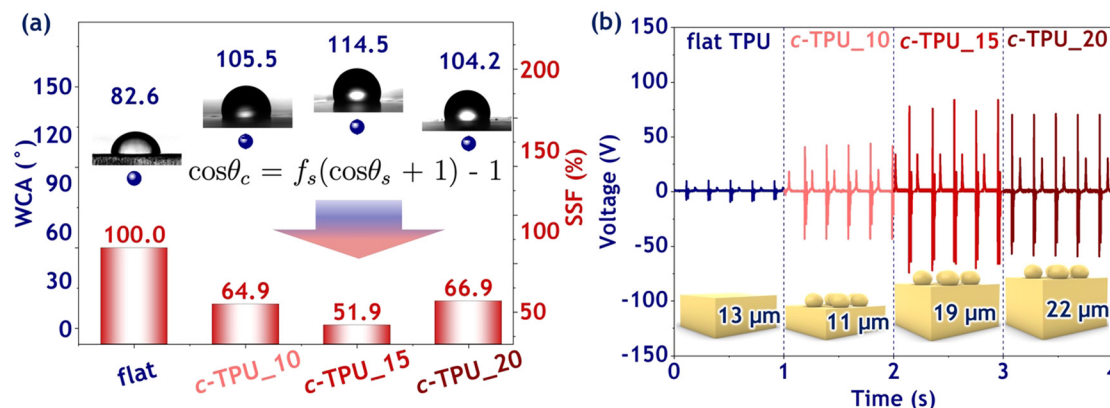 (a)
WCA (°)
150
120
90
60
30
0
82.6
105.5
114.5
104.2
cosθc = fs(cosθs + 1) - 1
100.0
64.9
51.9
66.9
flat
c-TPU_10
c-TPU_15
c-TPU_20
200
150
100
50
SSF (%)
(b)
Voltage (V)
150
100
50
0
-50
-100
-150
flat TPU
c-TPU_10
c-TPU_15
c-TPU_20
13 μm
11 μm
19 μm
22 μm
0
1
2
3
4
Time (s)